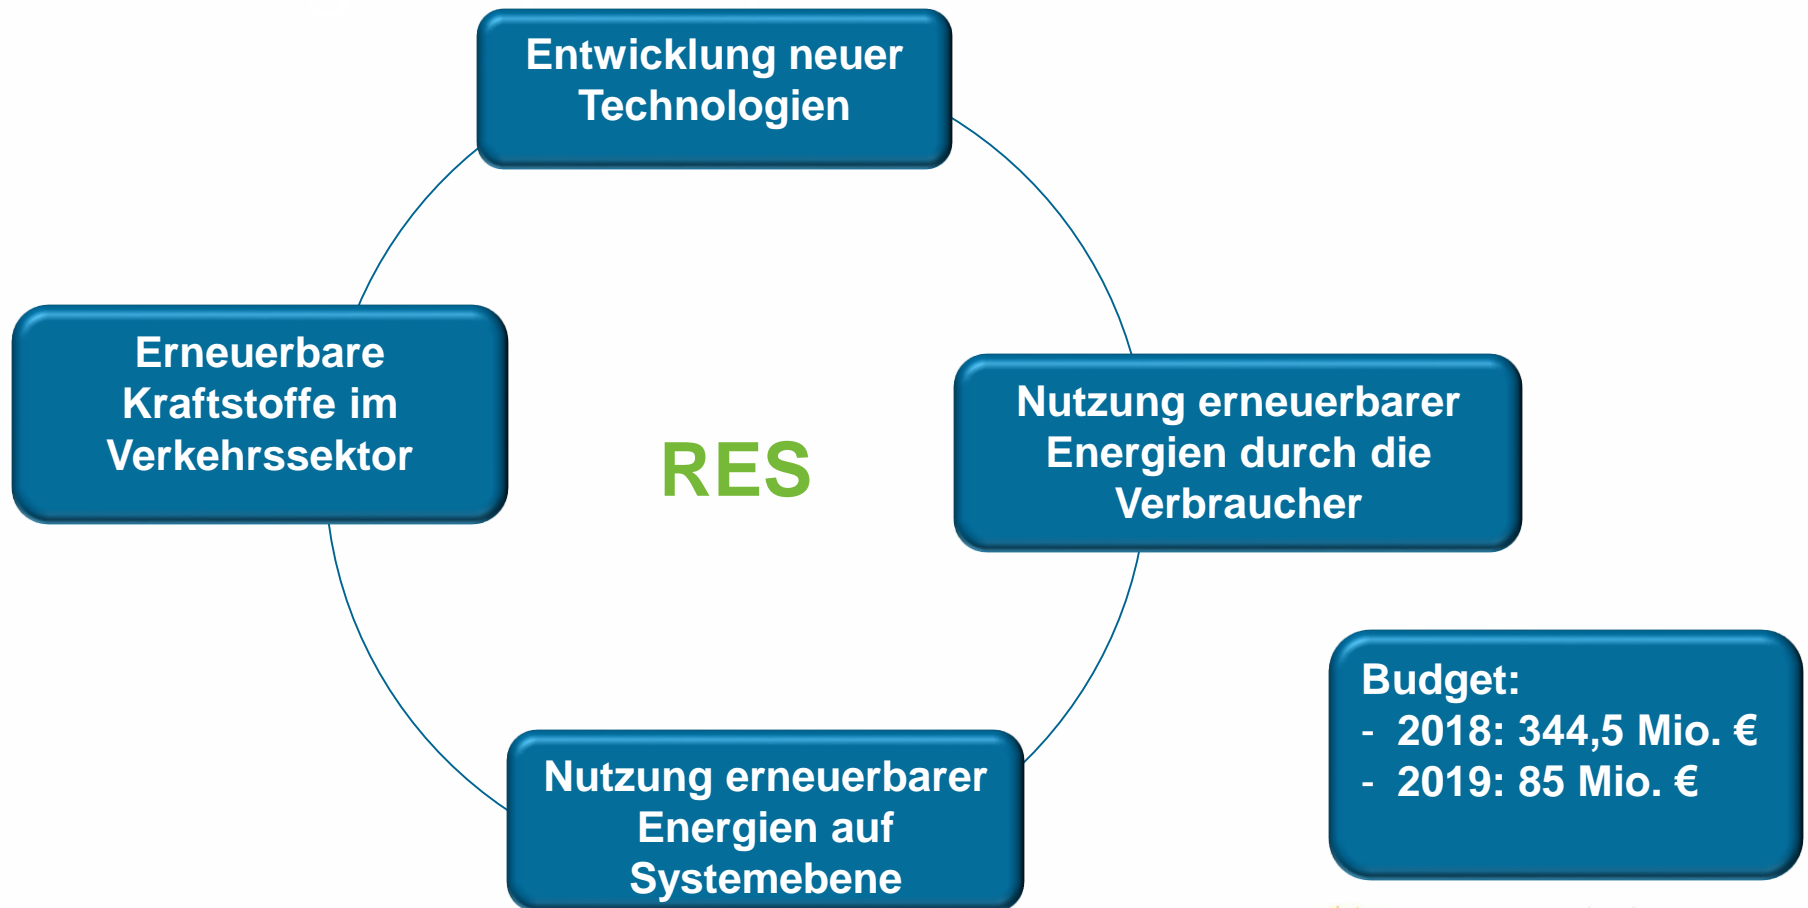 Entwicklung neuer
Technologien
Erneuerbare
Kraftstoffe im
Verkehrssektor
RES
Nutzung erneuerbarer
Energien durch die
Verbraucher
Nutzung erneuerbarer
Energien auf
Systemebene
Budget:
- 2018: 344,5 Mio. €
- 2019: 85 Mio. €